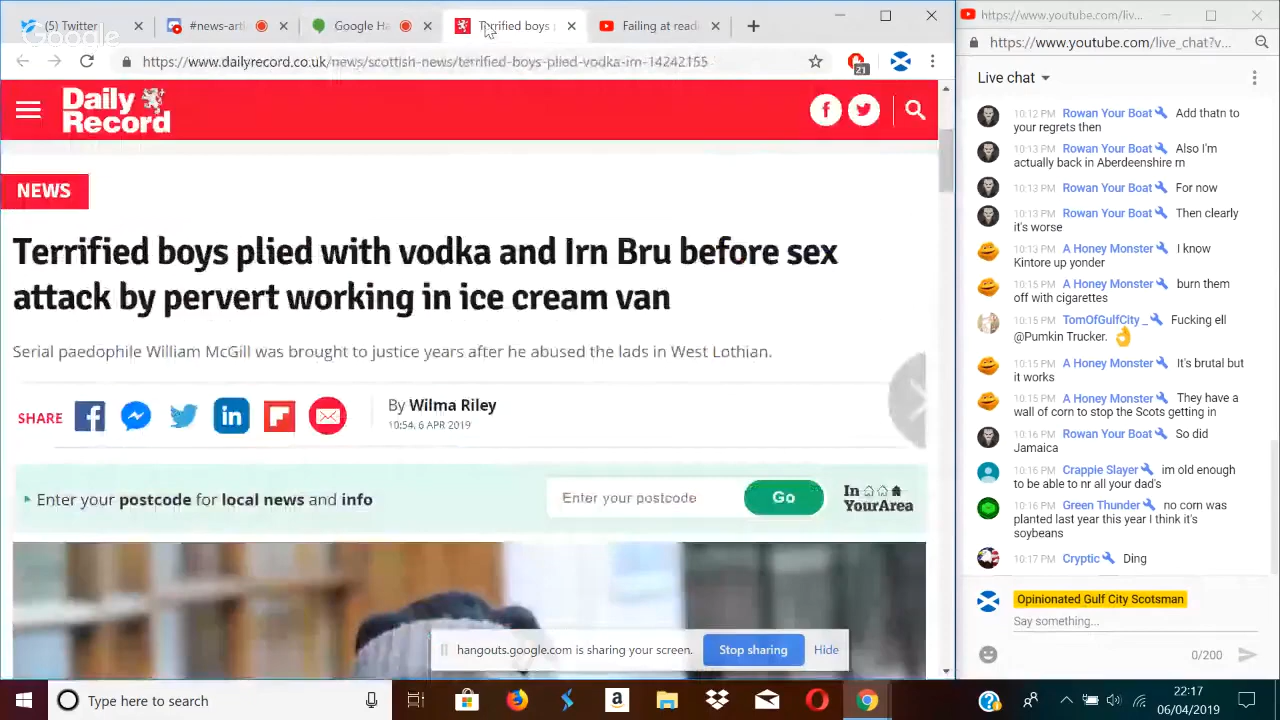 (5) Twitter
#news-arti
Google Ha
Terrified boys p
Failing at readi
Google
https://www.youtube.com/liv...
https://www.dailyrecord.co.uk/news/scottish-news/terrified-boys-plied-vodka-irn-14242155
21
https://www.youtube.com/live_chat?v...
Daily
Record
NEWS
Terrified boys plied with vodka and Irn Bru before sex
attack by pervert working in ice cream van
Serial paedophile William McGill was brought to justice years after he abused the lads in West Lothian.
SHARE
By Wilma Riley
10:54, 6 APR 2019
Enter your postcode for local news and info
Enter your postcode
Go
In
YourArea
hangouts.google.com is sharing your screen.
Stop sharing
Hide
Live chat
10:12 PM Rowan Your Boat Add thatn to
your regrets then
10:13 PM Rowan Your Boat Also I'm
actually back in Aberdeenshire rn
10:13 PM Rowan Your Boat For now
10:13 PM Rowan Your Boat Then clearly
it's worse
10:13 PM A Honey Monster I know
Kintore up yonder
10:15 PM A Honey Monster burn them
off with cigarettes
10:15 PM TomOfGulfCity _ Fucking ell
@Pumkin Trucker. 👌
10:15 PM A Honey Monster It's brutal but
it works
10:15 PM A Honey Monster They have a
wall of corn to stop the Scots getting in
10:16 PM Rowan Your Boat So did
Jamaica
10:16 PM Crappie Slayer im old enough
to be able to nr all your dad's
10:16 PM Green Thunder no corn was
planted last year this year I think it's
soybeans
10:17 PM Cryptic Ding
Opinionated Gulf City Scotsman
Say something...
0/200
Type here to search
22:17
06/04/2019